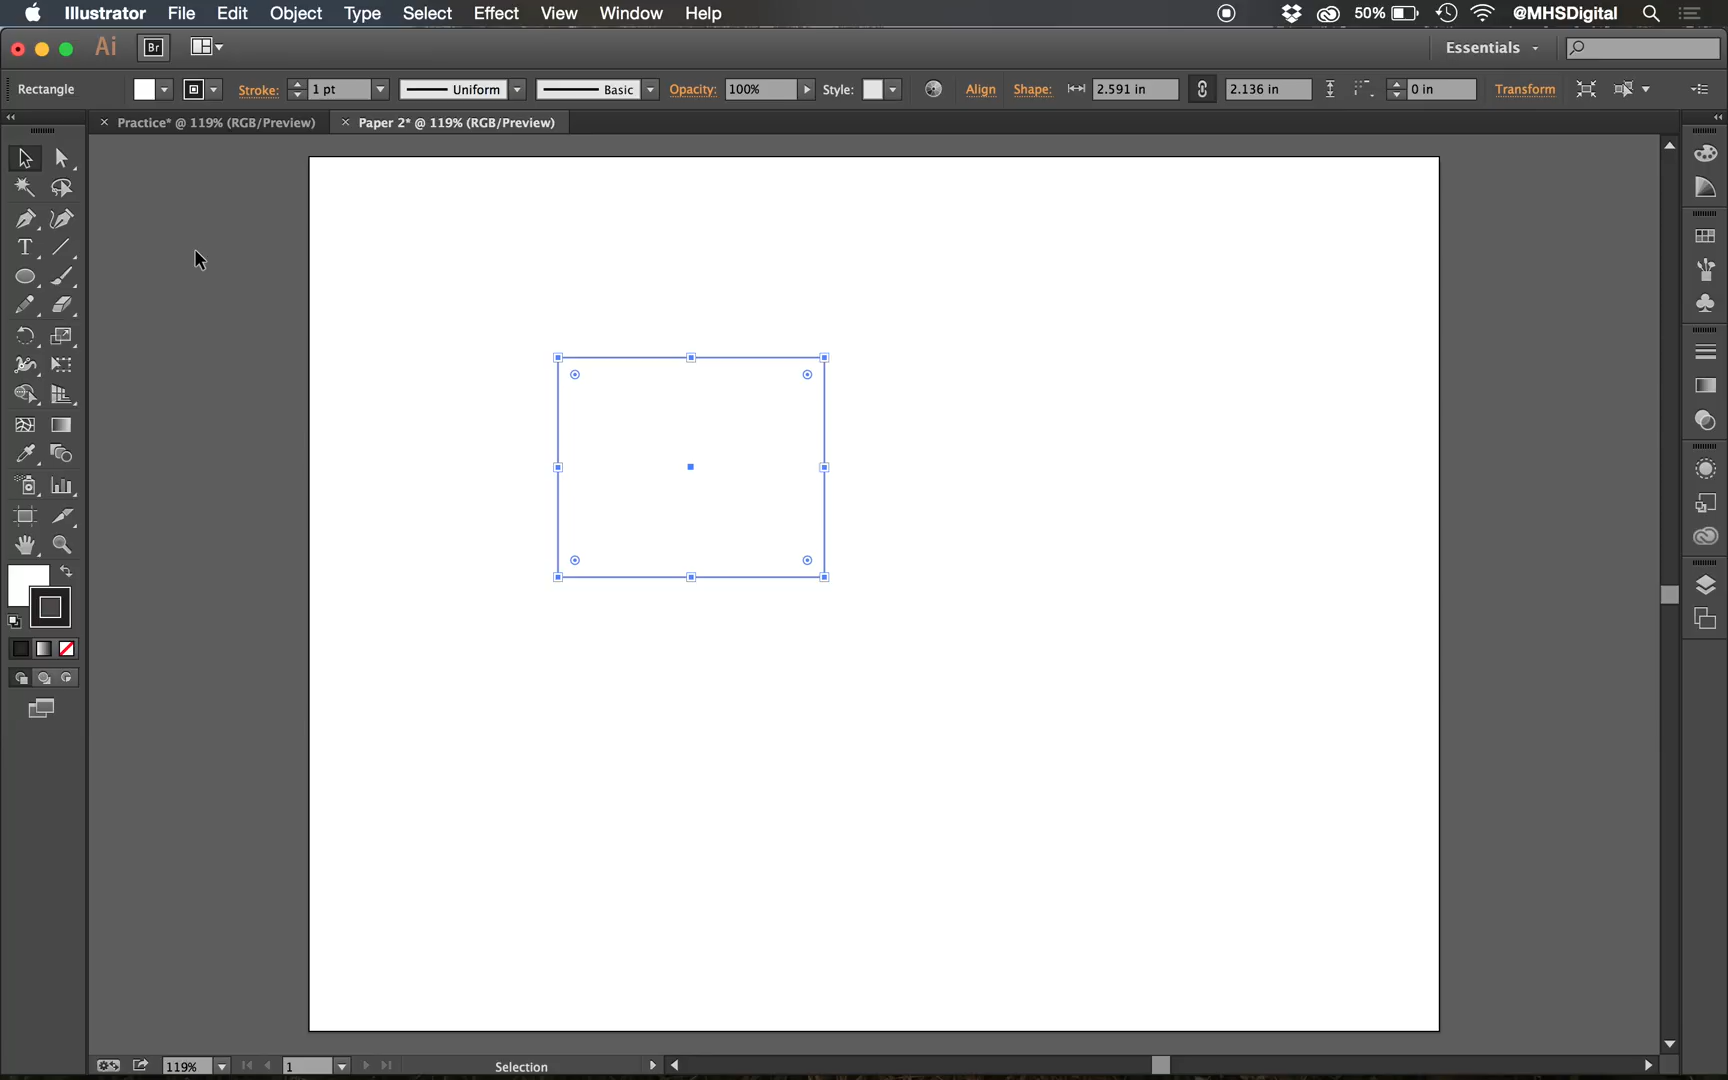 Illustrator File Edit Object Type Select Effect View Window Help 50% @MHSDigital
Ai Br Essentials
Rectangle Stroke: 1 pt Uniform Basic Opacity: 100% Style: Align Shape: 2.591 in 2.136 in 0 in Transform
× Practice* @ 119% (RGB/Preview) × Paper 2* @ 119% (RGB/Preview)
T
119% 1 Selection